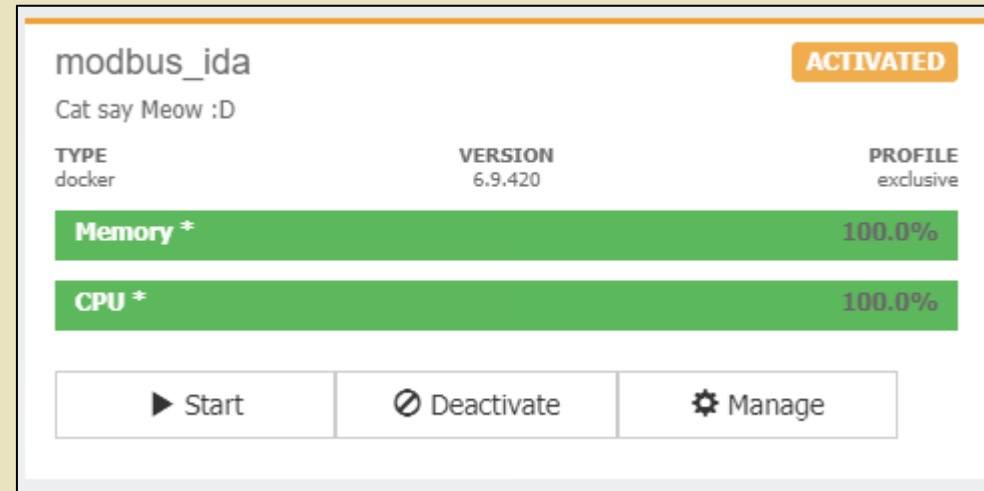 modbus_ida ACTIVATED
Cat say Meow :D
TYPE VERSION PROFILE
docker 6.9.420 exclusive
Memory * 100.0%
CPU * 100.0%
Start Deactivate Manage